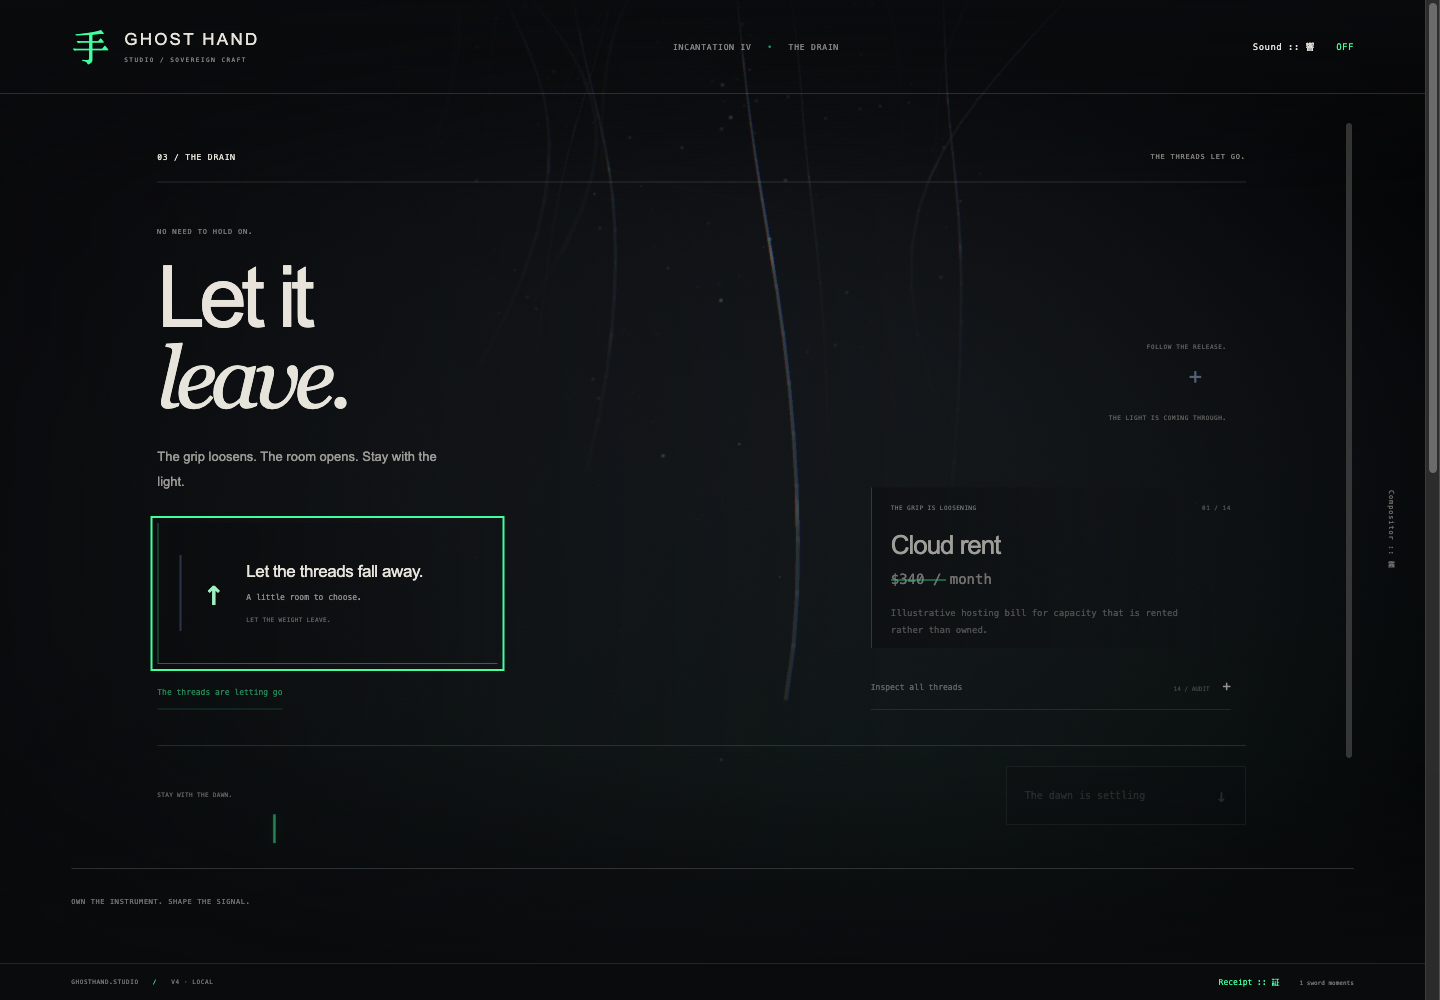 手 GHOST HAND
STUDIO / SOVEREIGN CRAFT
INCANTATION IV • THE DRAIN
Sound :: 響 OFF
03 / THE DRAIN
THE THREADS LET GO.
NO NEED TO HOLD ON.
Let it
leave.
The grip loosens. The room opens. Stay with the
light.
↑ Let the threads fall away.
A little room to choose.
LET THE WEIGHT LEAVE.
The threads are letting go
FOLLOW THE RELEASE.
+
THE LIGHT IS COMING THROUGH.
THE GRIP IS LOOSENING 01 / 14
Cloud rent
$340 / month
Illustrative hosting bill for capacity that is rented
rather than owned.
Inspect all threads 14 / AUDIT +
Compositor ::
STAY WITH THE DAWN.
The dawn is settling ↓
OWN THE INSTRUMENT. SHAPE THE SIGNAL.
GHOSTHAND.STUDIO / V4 · LOCAL
Receipt :: 証 1 sword moments